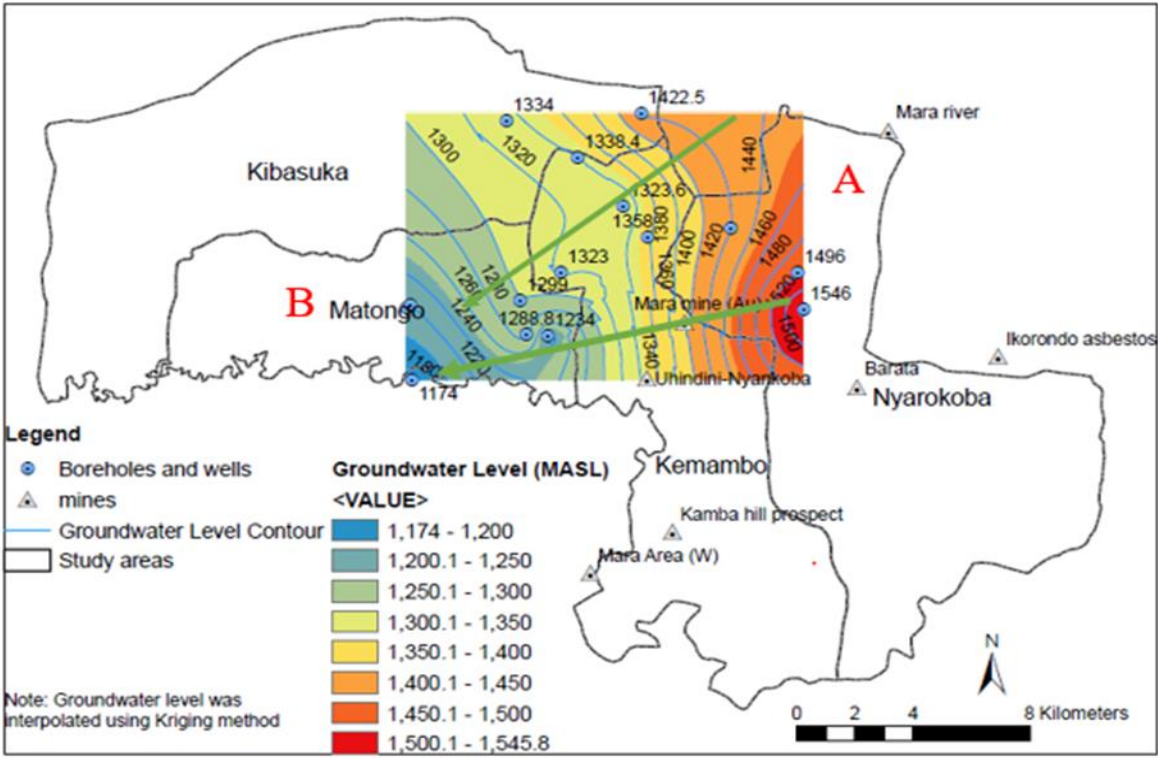 1334
1422.5
Mara river
1300
1320
1338.4
1440
Kibasuka
A
1323.6
1358
1380
1400
1420
1460
1480
1323
1360
1496
1299
1546
B
Matongo
1240
Mara mine (Au)
1288.8
1234
1500
Ikorondo asbestos
1340
1180
Uhindini-Nyankoba
Barata
1174
Nyarokoba
Legend
Boreholes and wells
mines
Groundwater Level Contour
Study areas
Groundwater Level (MASL)
<VALUE>
1,174 - 1,200
1,200.1 - 1,250
1,250.1 - 1,300
1,300.1 - 1,350
1,350.1 - 1,400
1,400.1 - 1,450
1,450.1 - 1,500
1,500.1 - 1,545.8
Kemambo
Kamba hill prospect
Mara Area (W)
Note: Groundwater level was
interpolated using Kriging method
N
0 2 4 8 Kilometers